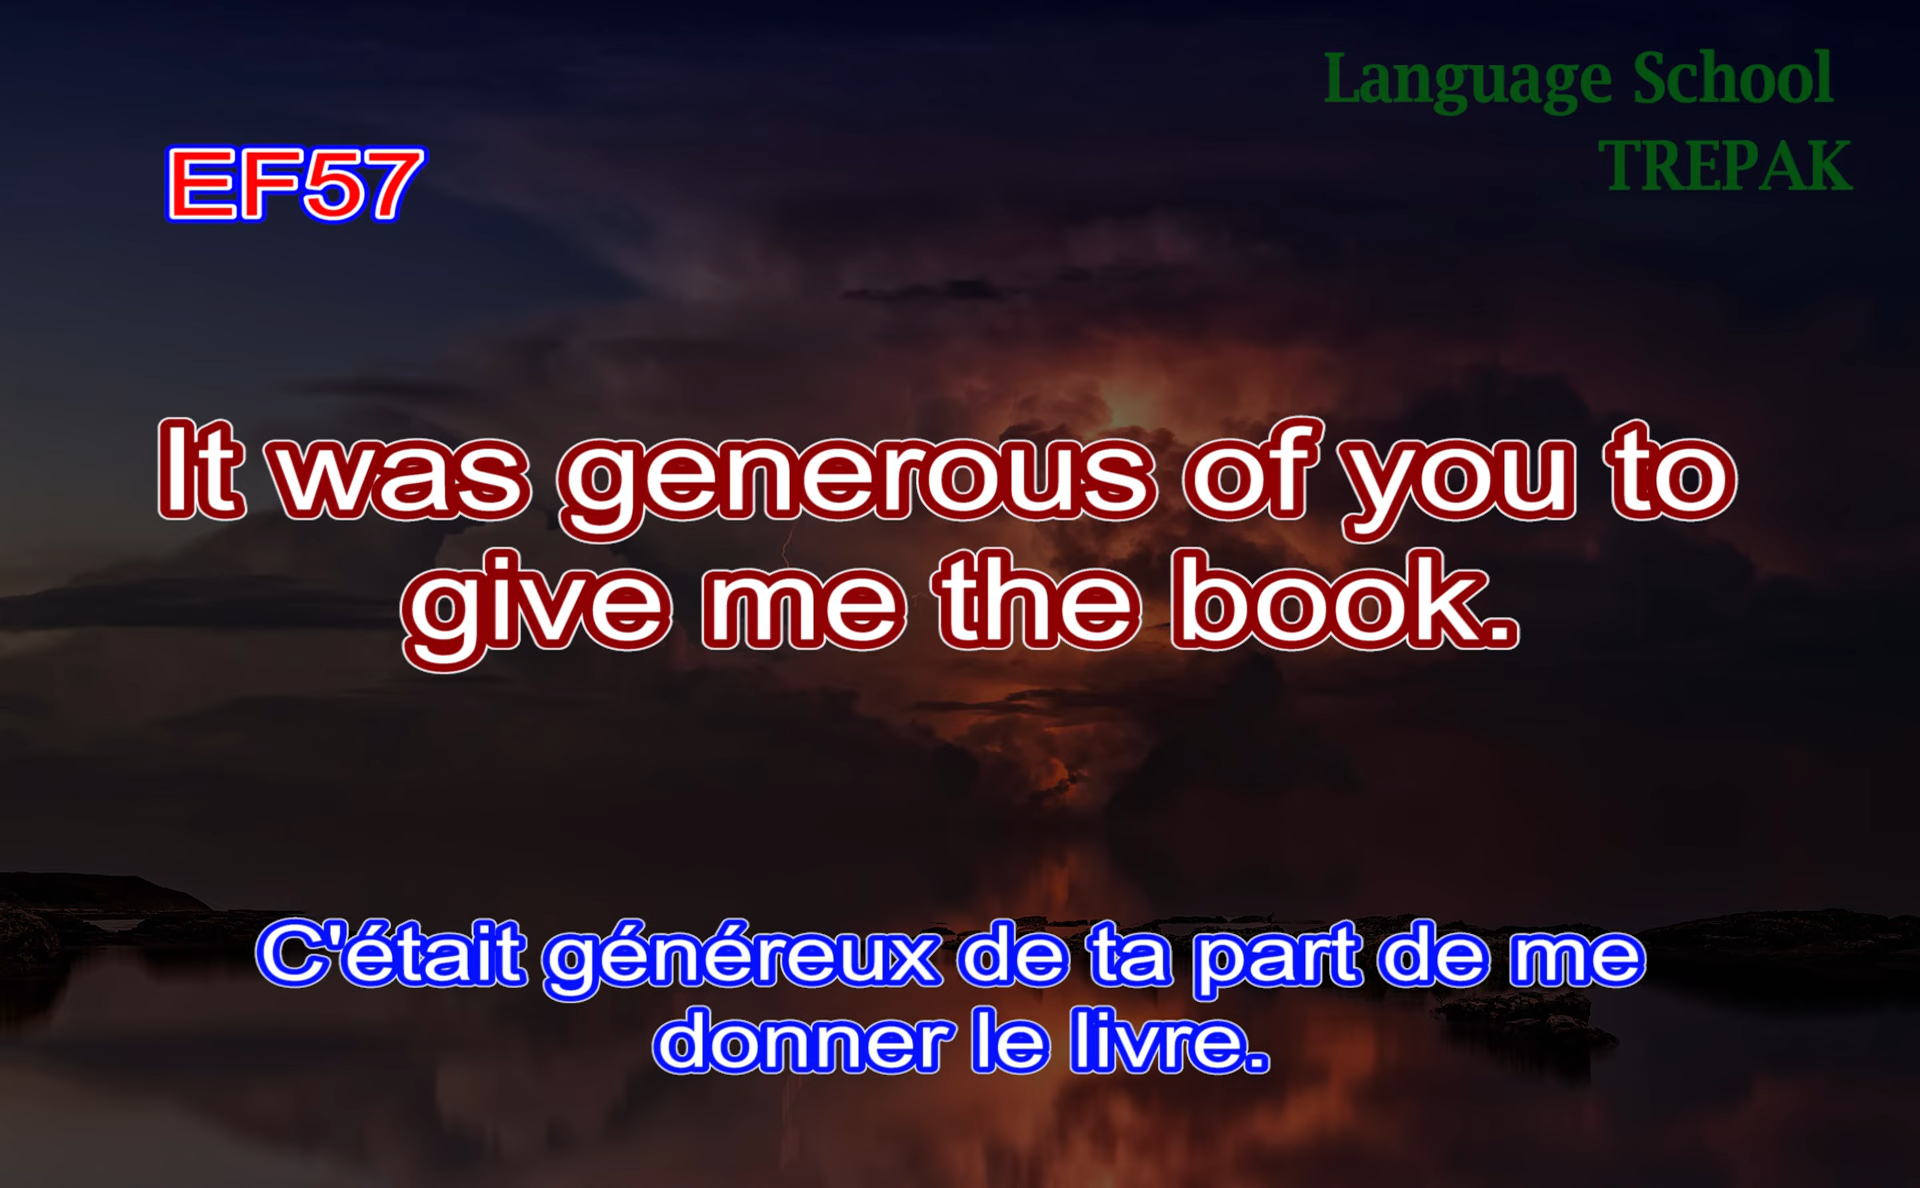 Language School
TREPAK
EF57
It was generous of you to
give me the book.
C'était généreux de ta part de me
donner le livre.